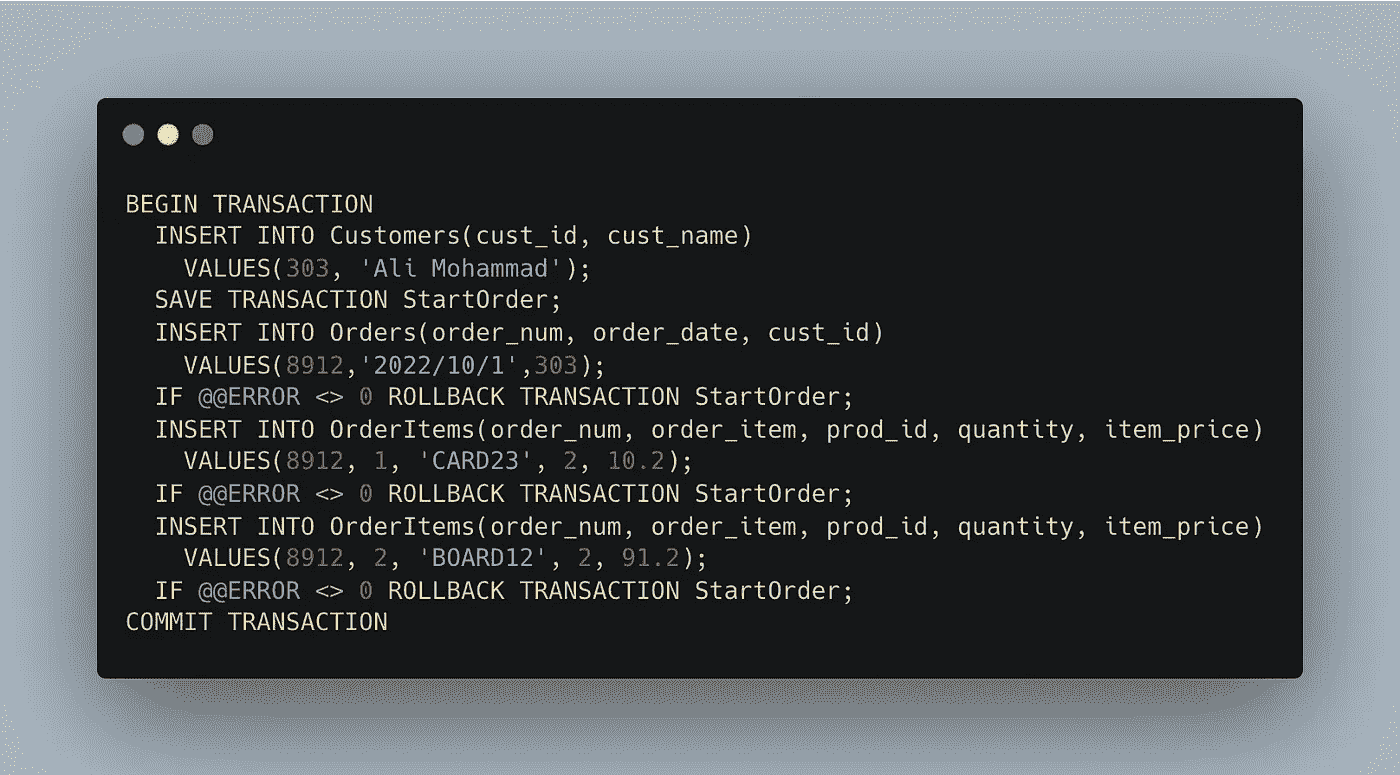 BEGIN TRANSACTION
INSERT INTO Customers(cust_id, cust_name)
VALUES(303, 'Ali Mohammad');
SAVE TRANSACTION StartOrder;
INSERT INTO Orders(order_num, order_date, cust_id)
VALUES(8912,'2022/10/1',303);
IF @@ERROR <> 0 ROLLBACK TRANSACTION StartOrder;
INSERT INTO OrderItems(order_num, order_item, prod_id, quantity, item_price)
VALUES(8912, 1, 'CARD23', 2, 10.2);
IF @@ERROR <> 0 ROLLBACK TRANSACTION StartOrder;
INSERT INTO OrderItems(order_num, order_item, prod_id, quantity, item_price)
VALUES(8912, 2, 'BOARD12', 2, 91.2);
IF @@ERROR <> 0 ROLLBACK TRANSACTION StartOrder;
COMMIT TRANSACTION